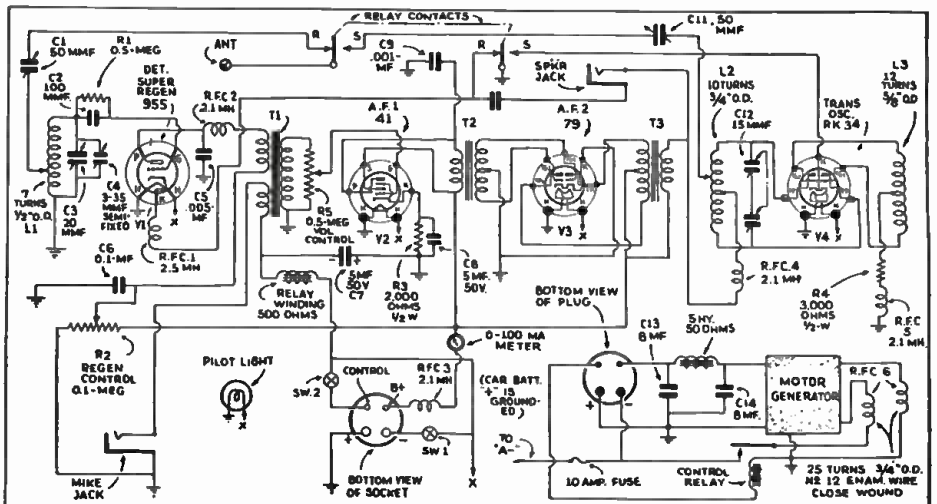 RELAY CONTACTS
C1
50 MMF
R1
0.5-MEG
ANT
R
S
C9
.001-
MF
R
S
C11, 50
MMF
SPKR
JACK
C2
100
MMF.
DET.
SUPER
REGEN
955
R.F.C.2
2.1 MH
T1
A.F.1
41
T2
A.F.2
79
T3
L2
10 TURNS
3/4" O.D.
C12
15 MMF
TRANS
OSC.
RK 34
L3
12
TURNS
5/8" O.D
7
TURNS
1/2" O.D.
L1
C3
20
MMF
C4
3-35
MMF
SEMI-
FIXED
V1
X
R.F.C.1
2.5 MH
C5
.005-
MF
R5
0.5-MEG
VOL
CONTROL
V2
X
V3
X
V4
X
C6
0.1-MF
RELAY
WINDING
500 OHMS
5 MF
50V
C7
R3
2,000
OHMS
1/2 W
C8
5 MF.
50V.
BOTTOM VIEW
OF PLUG
R.F.C.4
2.1 MH
R4
3,000
OHMS
1/2-W
R.F.C
5
2.1 MH.
R2
REGEN
CONTROL
0.1-MEG
PILOT LIGHT
X
0-100 MA
METER
C13
8 MF
5 HY.
50 OHMS
MOTOR
GENERATOR
R.F.C 6
SW.2
CONTROL
B+
R.F.C 3
2.1 MH
(CAR BATT.
"+" IS
GROUND-
ED)
+
-
C14
8 MF.
+
-
SW 1
TO
"A-"
MIKE
JACK
BOTTOM VIEW
OF SOCKET
X
10 AMP. FUSE
CONTROL
RELAY
25 TURNS 3/4" O.D.
Nº 12 ENAM. WIRE
CLOSE WOUND